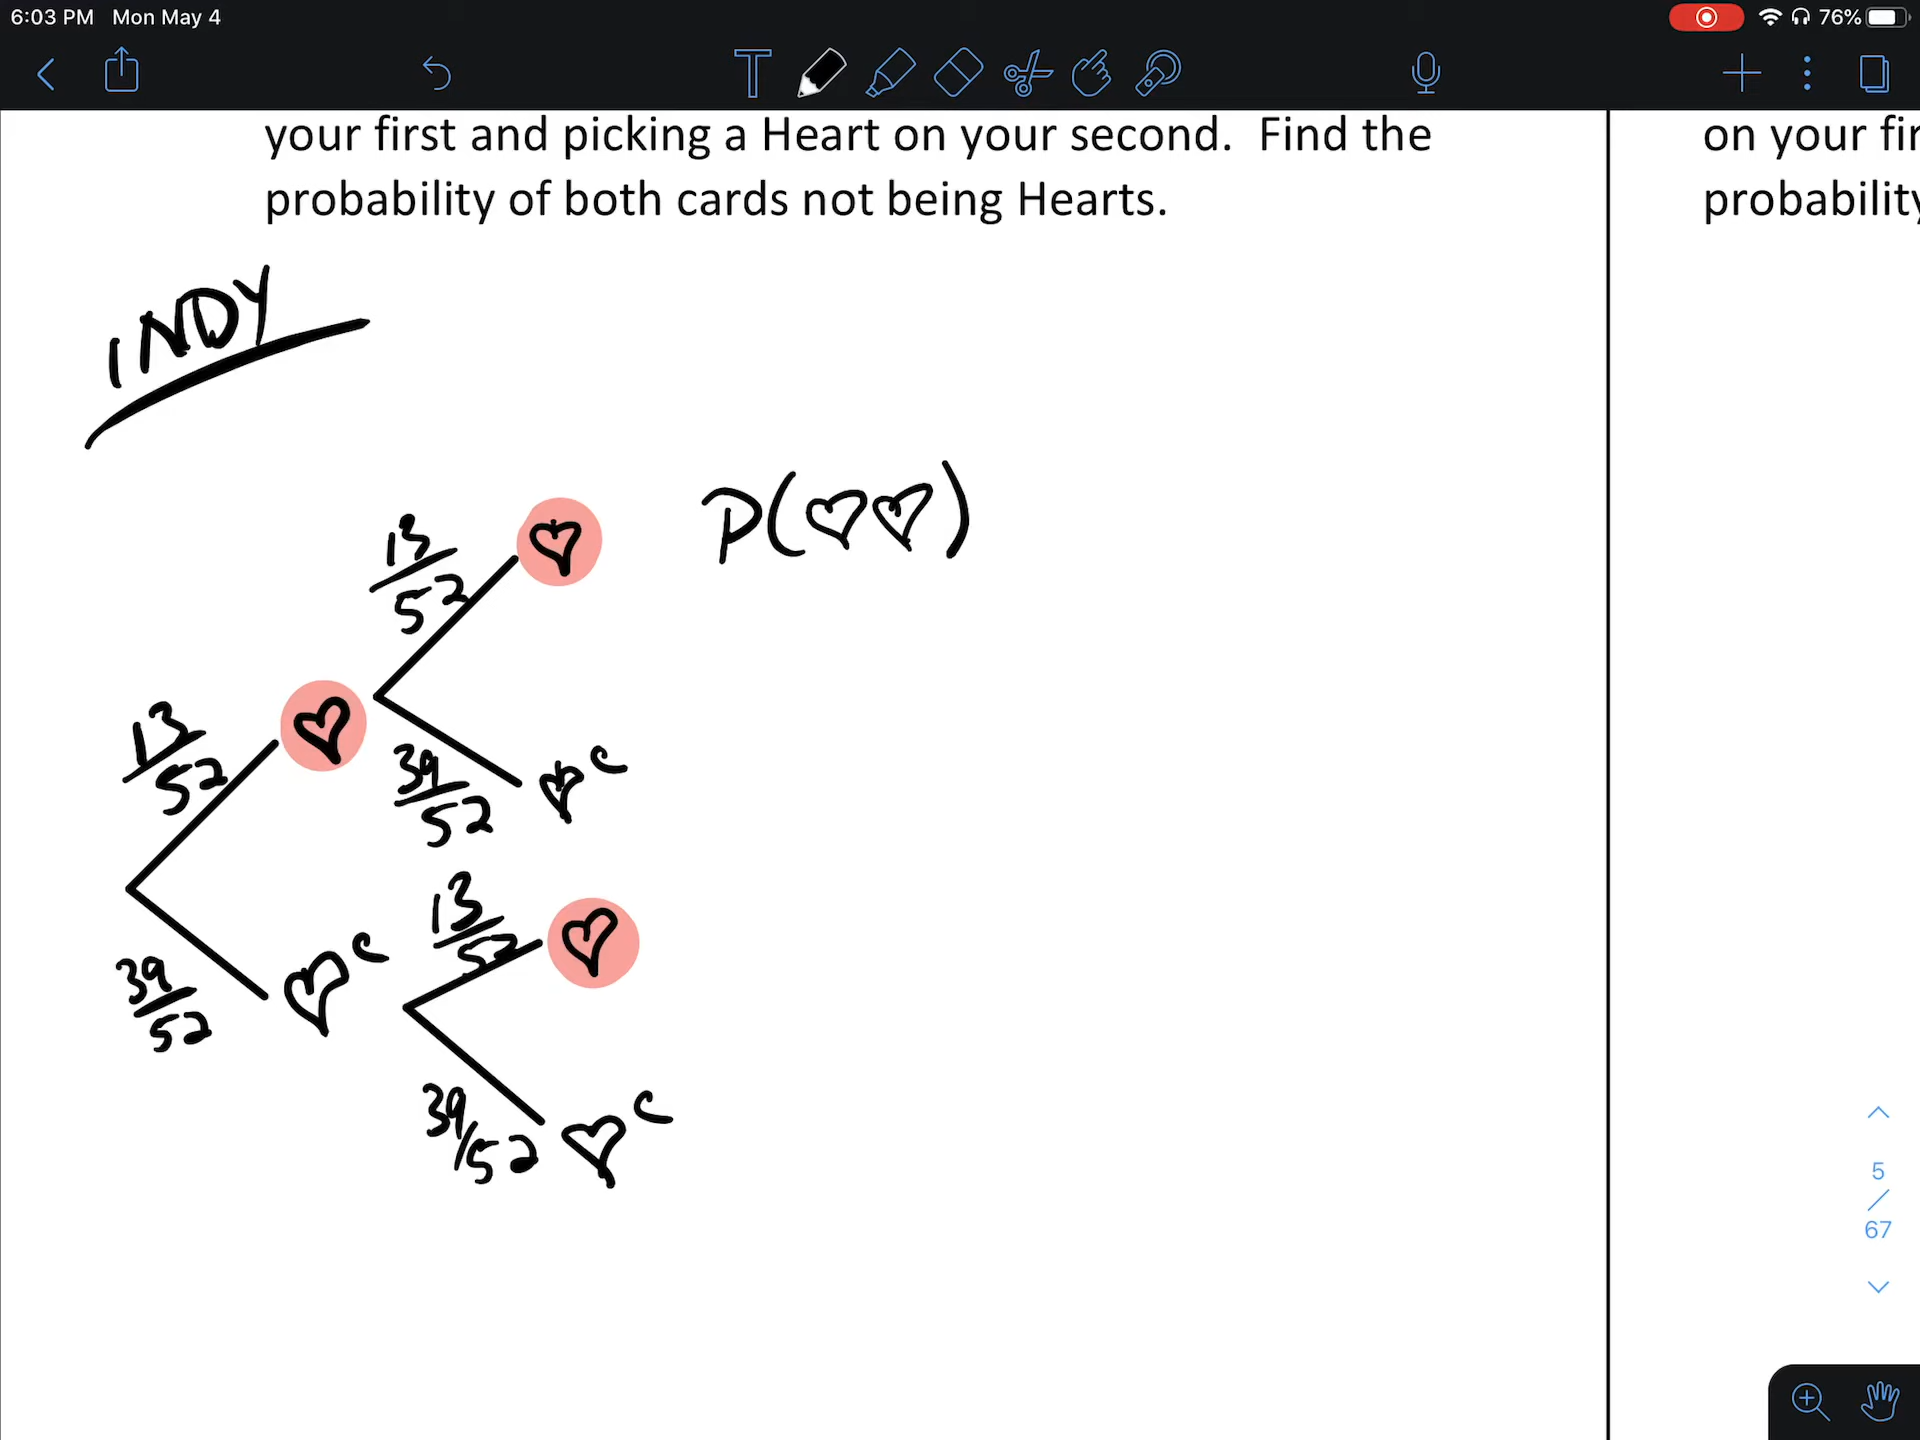 6:03 PM Mon May 4
76%
your first and picking a Heart on your second. Find the
probability of both cards not being Hearts.
on your fir
probability
INDY
P(♡♡)
13/52 ♡
13/52 ♡
39/52 ♡ᶜ
13/52 ♡
39/52 ♡ᶜ
39/52 ♡ᶜ
5
/
67